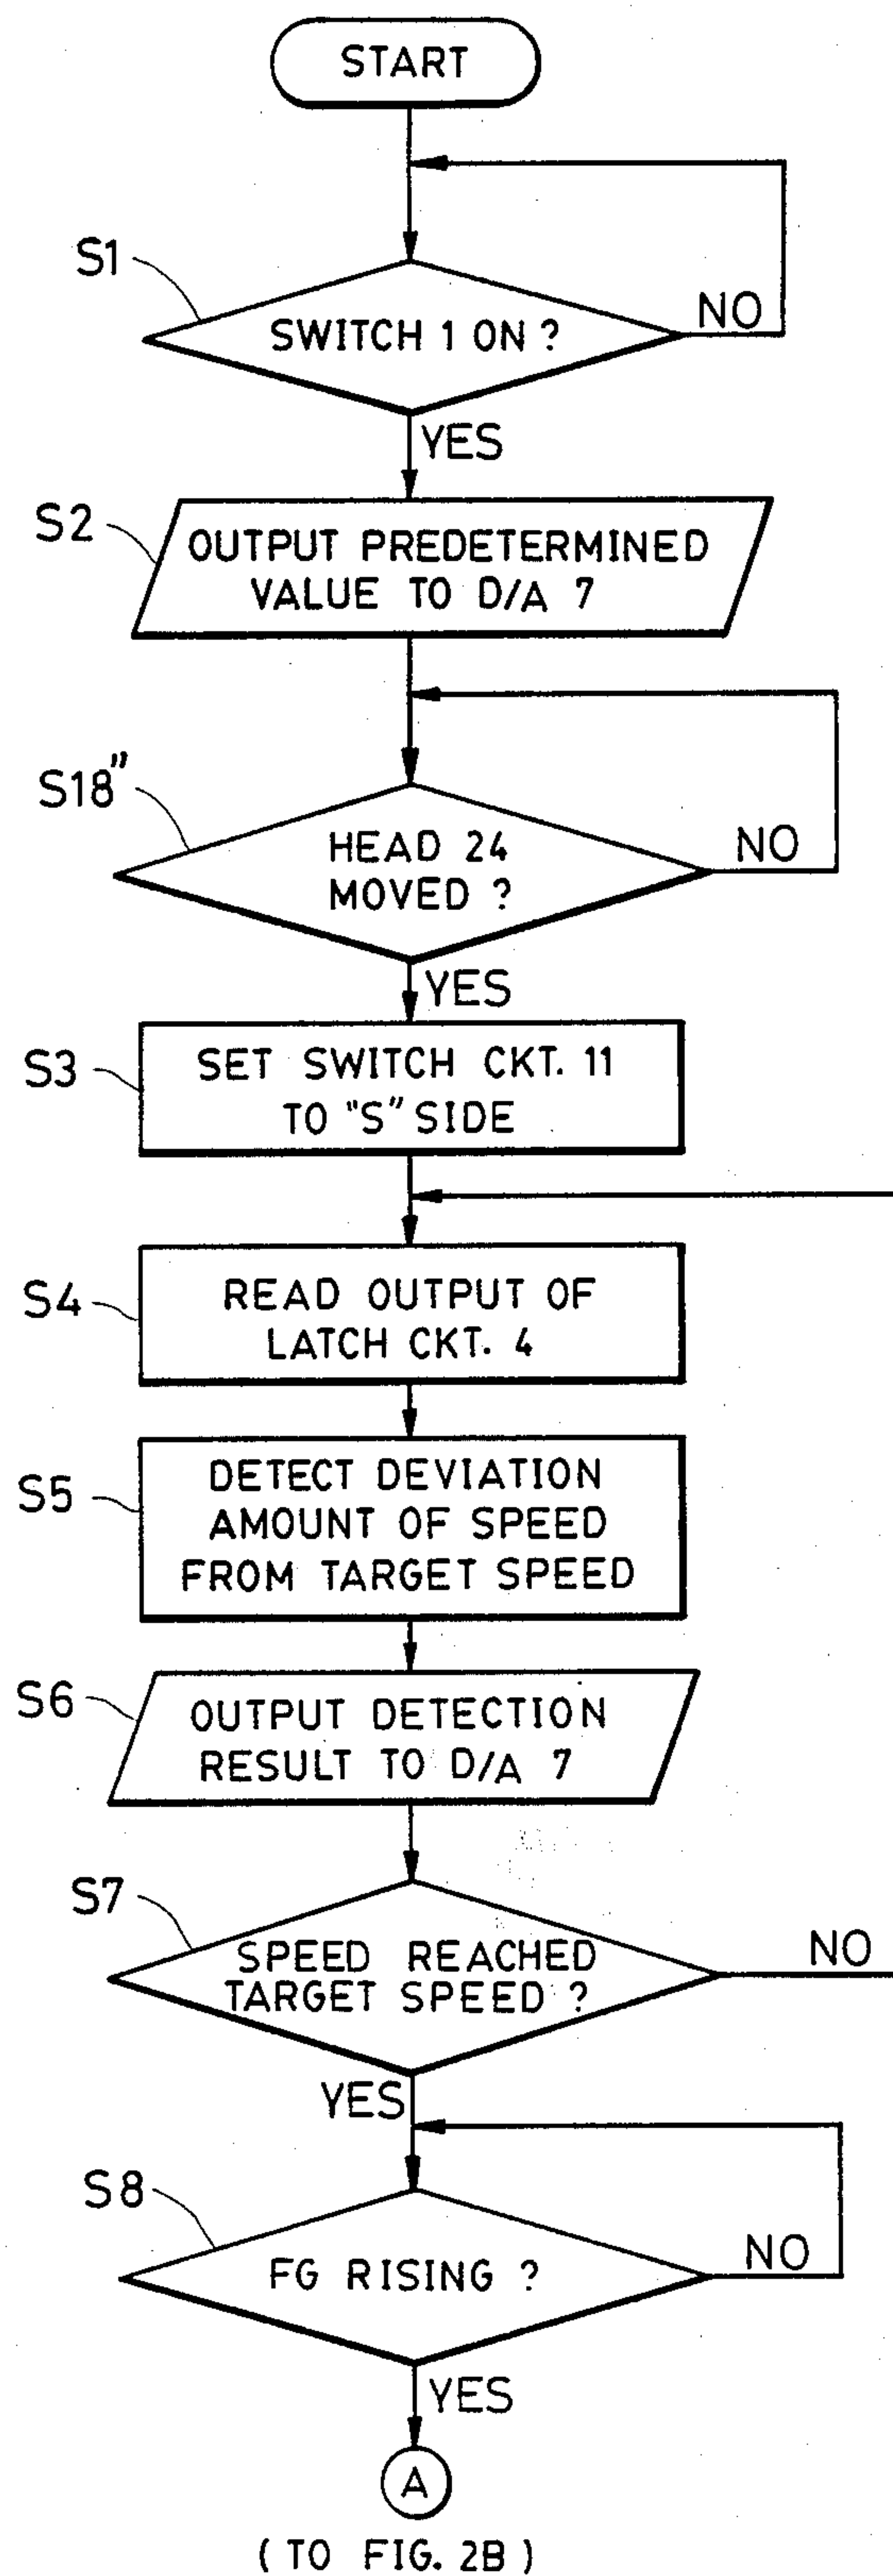 START
S1
SWITCH 1 ON ?
NO
YES
S2
OUTPUT PREDETERMINED
VALUE TO D/A 7
S18"
HEAD 24
MOVED ?
NO
YES
S3
SET SWITCH CKT. 11
TO "S" SIDE
S4
READ OUTPUT OF
LATCH CKT. 4
S5
DETECT DEVIATION
AMOUNT OF SPEED
FROM TARGET SPEED
S6
OUTPUT DETECTION
RESULT TO D/A 7
S7
SPEED REACHED
TARGET SPEED ?
NO
YES
S8
FG RISING ?
NO
YES
A
( TO FIG. 2B )